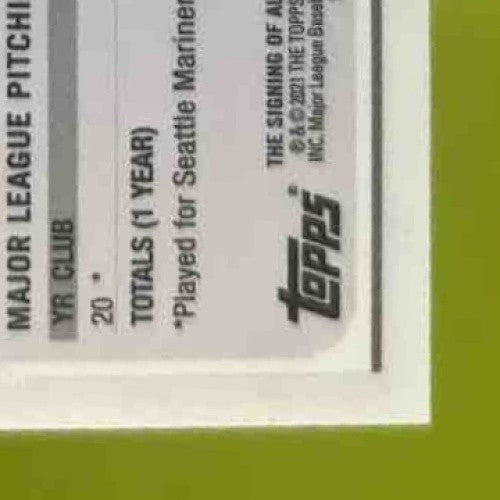 MAJOR LEAGUE PITCHI
YR CLUB
20 *
TOTALS (1 YEAR)
*Played for Seattle Mariner
THE SIGNING OF AL
® & © 2021 THE TOPPS
INC. Major League Baseb
topps®